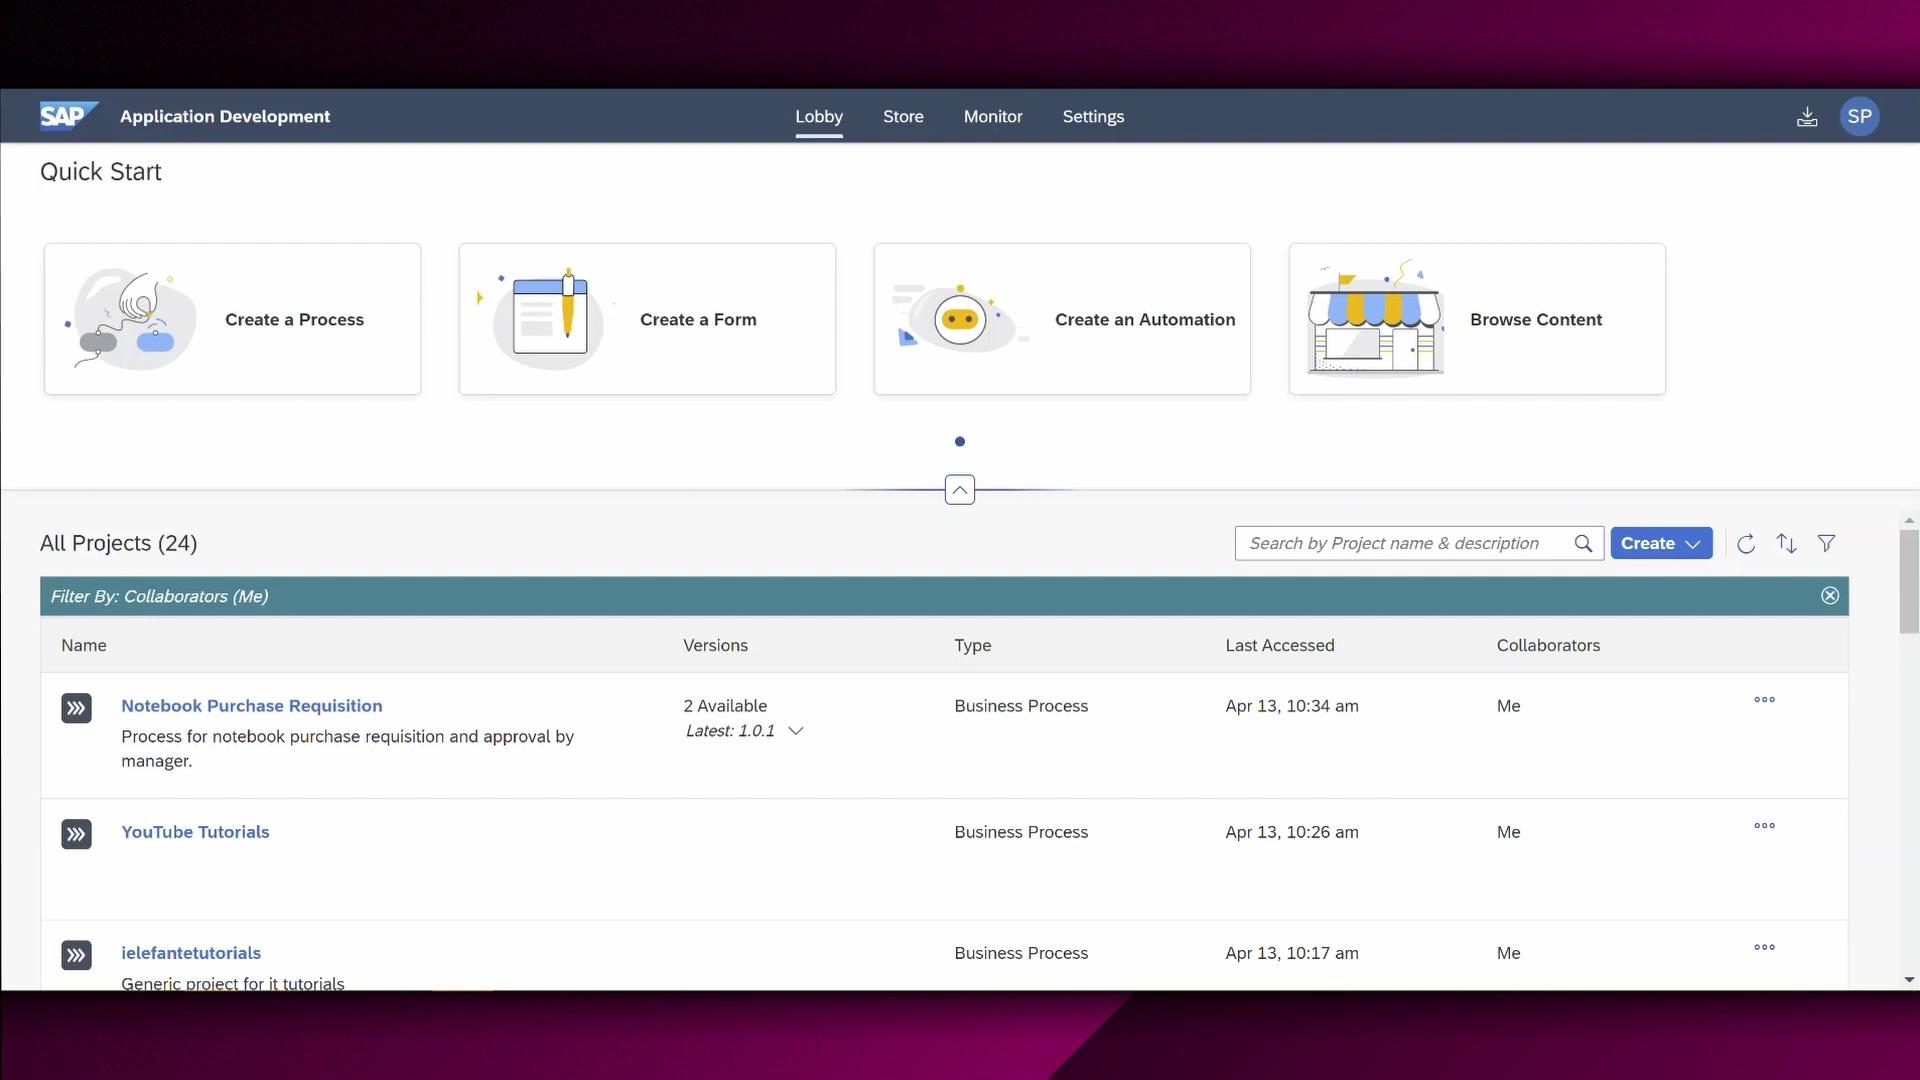 SAP Application Development Lobby Store Monitor Settings SP
Quick Start
Create a Process
Create a Form
Create an Automation
Browse Content
All Projects (24)
Search by Project name & description
Create
Filter By: Collaborators (Me)
Name Versions Type Last Accessed Collaborators
Notebook Purchase Requisition 2 Available Business Process Apr 13, 10:34 am Me
Latest: 1.0.1
Process for notebook purchase requisition and approval by
manager.
YouTube Tutorials Business Process Apr 13, 10:26 am Me
ielefantetutorials Business Process Apr 13, 10:17 am Me
Generic project for it tutorials